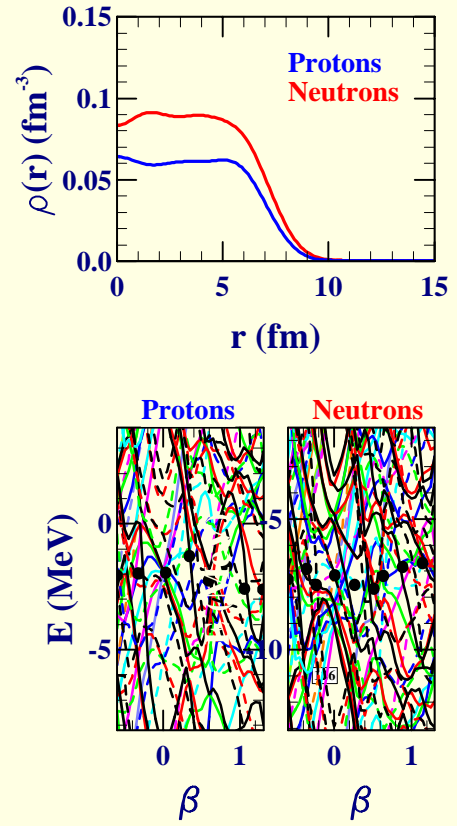 0.15
0.1
0.05
0.0
ρ(r) (fm⁻³)
Protons
Neutrons
0 5 10 15
r (fm)
Protons Neutrons
E (MeV)
0 -5
-5 -10
0 1 0 1
β β